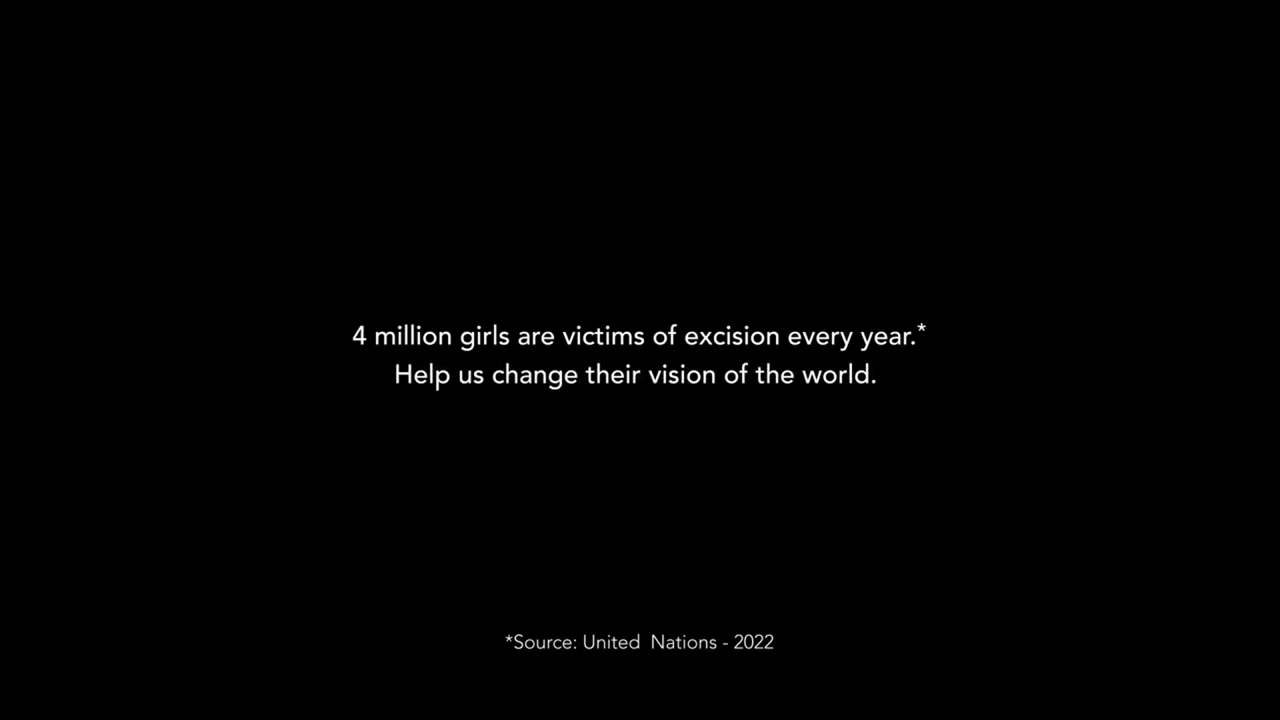 4 million girls are victims of excision every year.*
Help us change their vision of the world.
*Source: United Nations - 2022